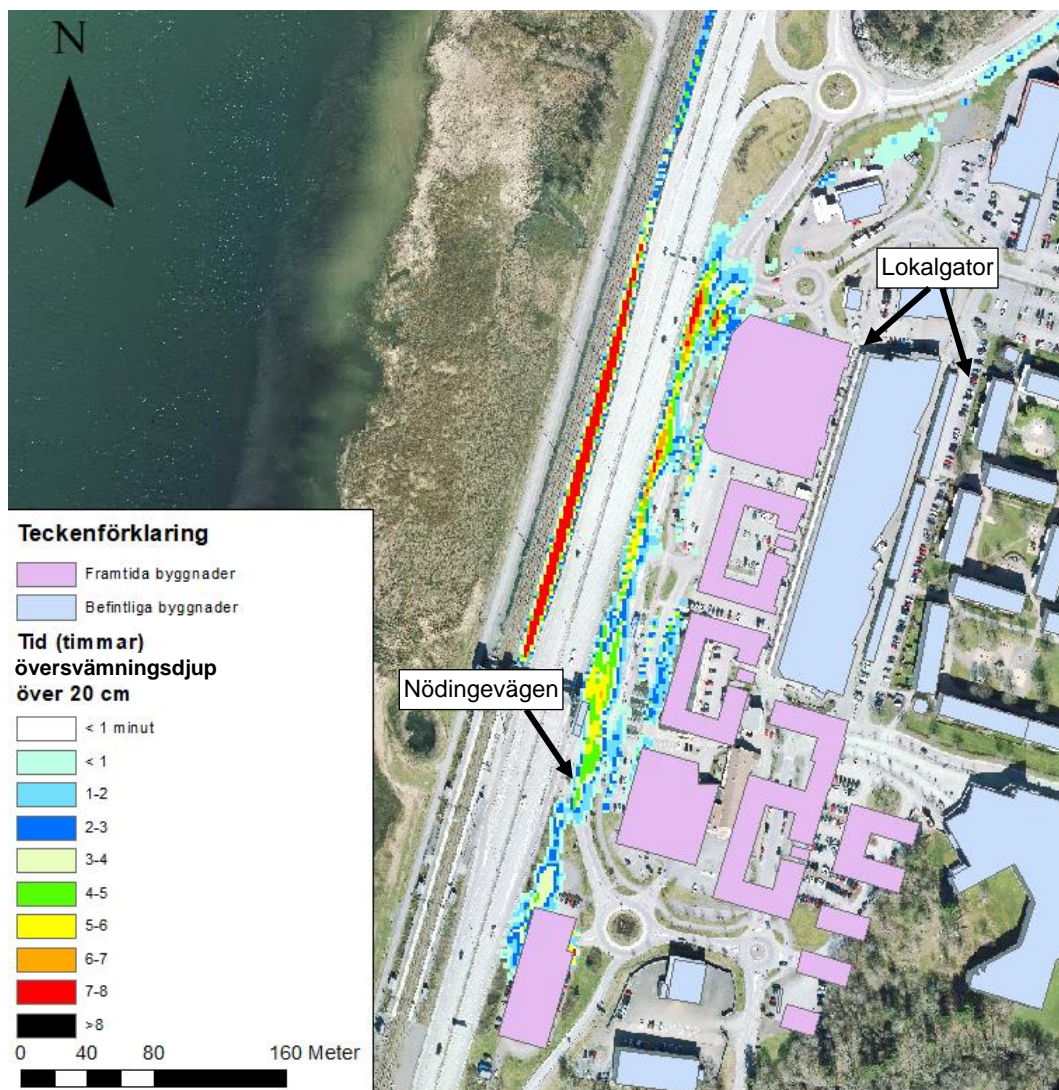 N
Lokalgator
Nödingevägen
Teckenförklaring
Framtida byggnader
Befintliga byggnader
Tid (timmar)
översvämningsdjup
över 20 cm
< 1 minut
< 1
1-2
2-3
3-4
4-5
5-6
6-7
7-8
>8
0 40 80 160 Meter